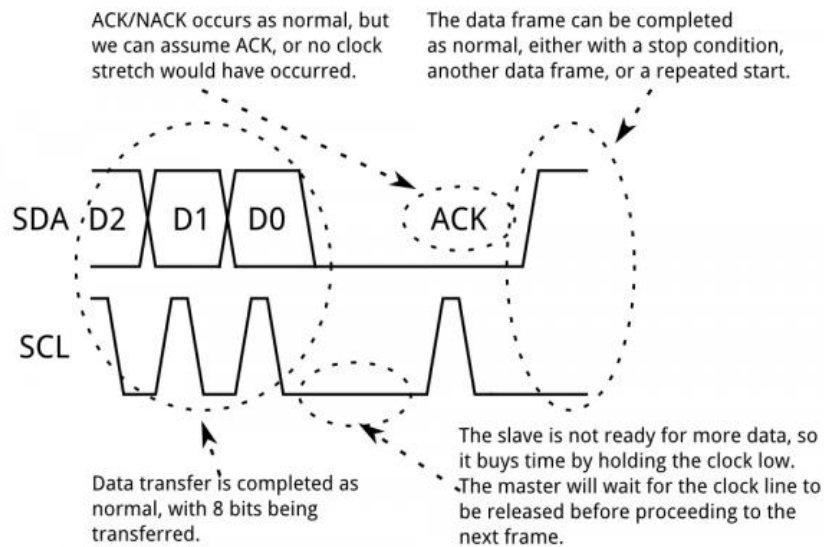 ACK/NACK occurs as normal, but
we can assume ACK, or no clock
stretch would have occurred.
The data frame can be completed
as normal, either with a stop condition,
another data frame, or a repeated start.
SDA D2 D1 D0 ACK
SCL
Data transfer is completed as
normal, with 8 bits being
transferred.
The slave is not ready for more data, so
it buys time by holding the clock low.
The master will wait for the clock line to
be released before proceeding to the
next frame.